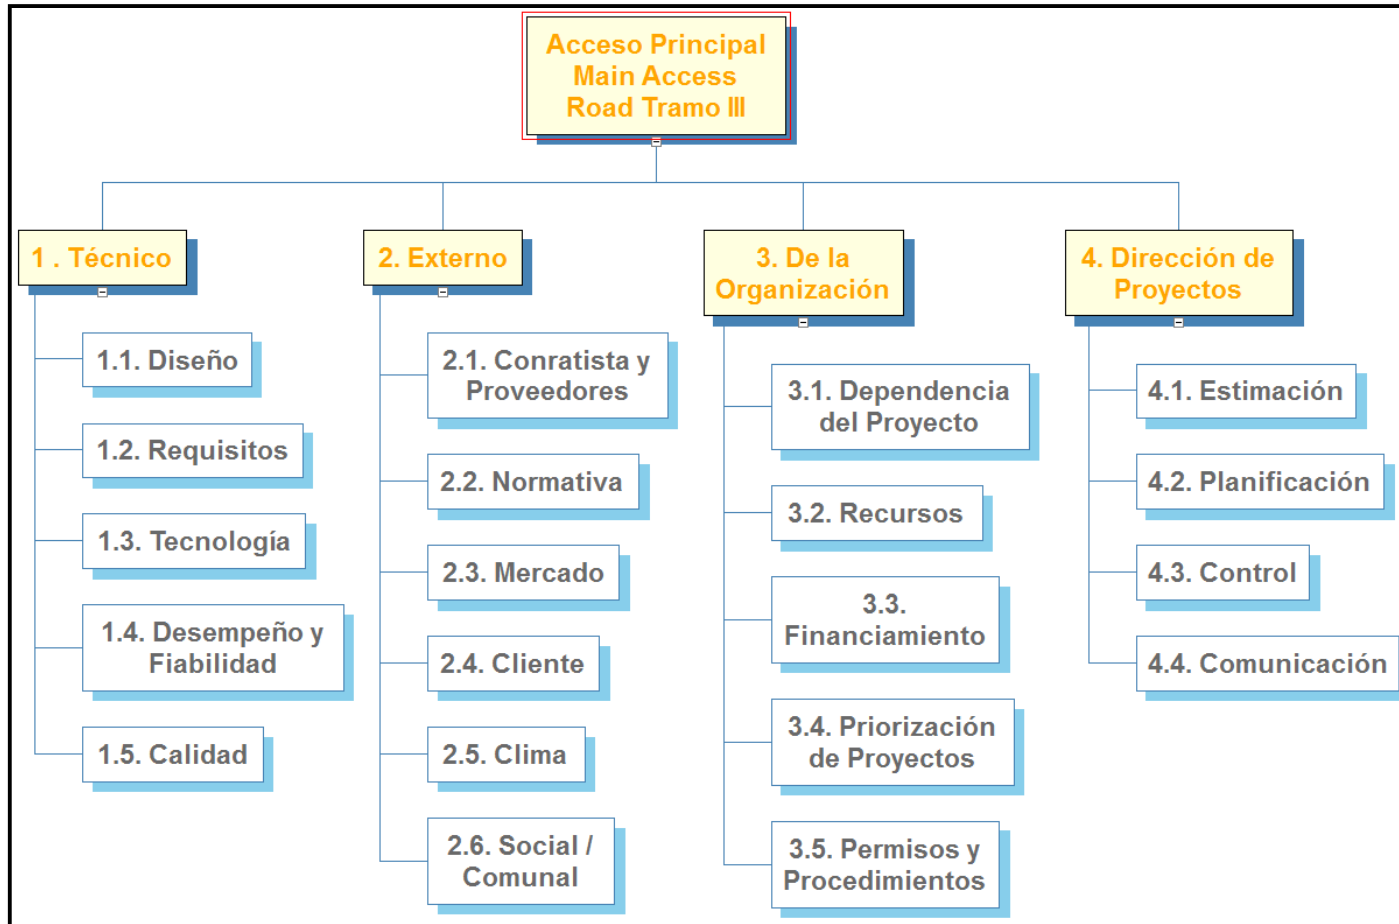 Acceso Principal
Main Access
Road Tramo III
1 . Técnico
1.1. Diseño
1.2. Requisitos
1.3. Tecnología
1.4. Desempeño y
Fiabilidad
1.5. Calidad
2. Externo
2.1. Conratista y
Proveedores
2.2. Normativa
2.3. Mercado
2.4. Cliente
2.5. Clima
2.6. Social /
Comunal
3. De la
Organización
3.1. Dependencia
del Proyecto
3.2. Recursos
3.3.
Financiamiento
3.4. Priorización
de Proyectos
3.5. Permisos y
Procedimientos
4. Dirección de
Proyectos
4.1. Estimación
4.2. Planificación
4.3. Control
4.4. Comunicación